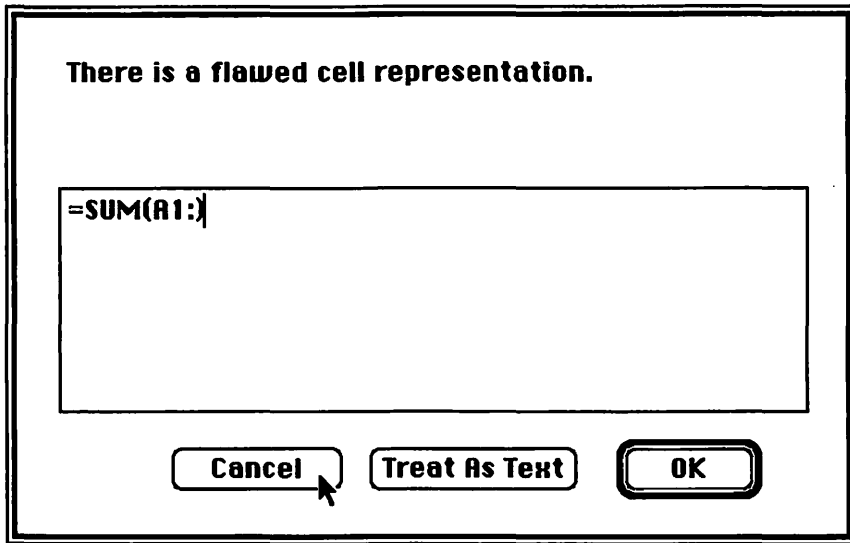 There is a flawed cell representation.
=SUM(A1:)
Cancel Treat As Text OK